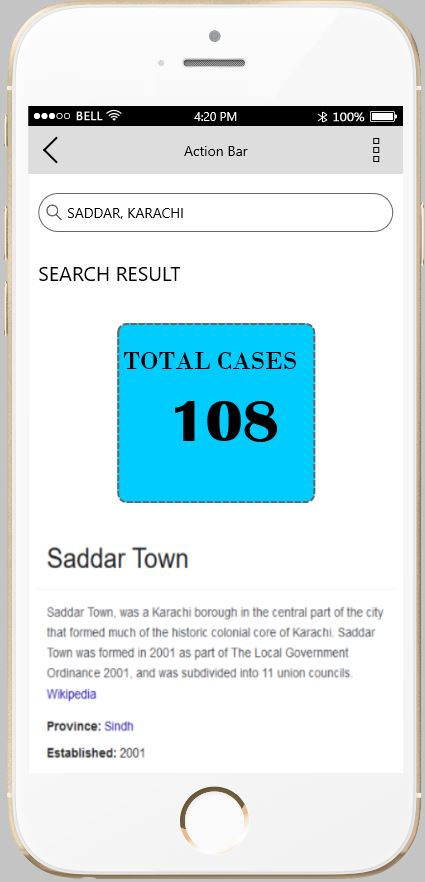 BELL 4:20 PM 100%
Action Bar
SADDAR, KARACHI
SEARCH RESULT
TOTAL CASES
108
Saddar Town
Saddar Town, was a Karachi borough in the central part of the city
that formed much of the historic colonial core of Karachi. Saddar
Town was formed in 2001 as part of The Local Government
Ordinance 2001, and was subdivided into 11 union councils.
Wikipedia
Province: Sindh
Established: 2001